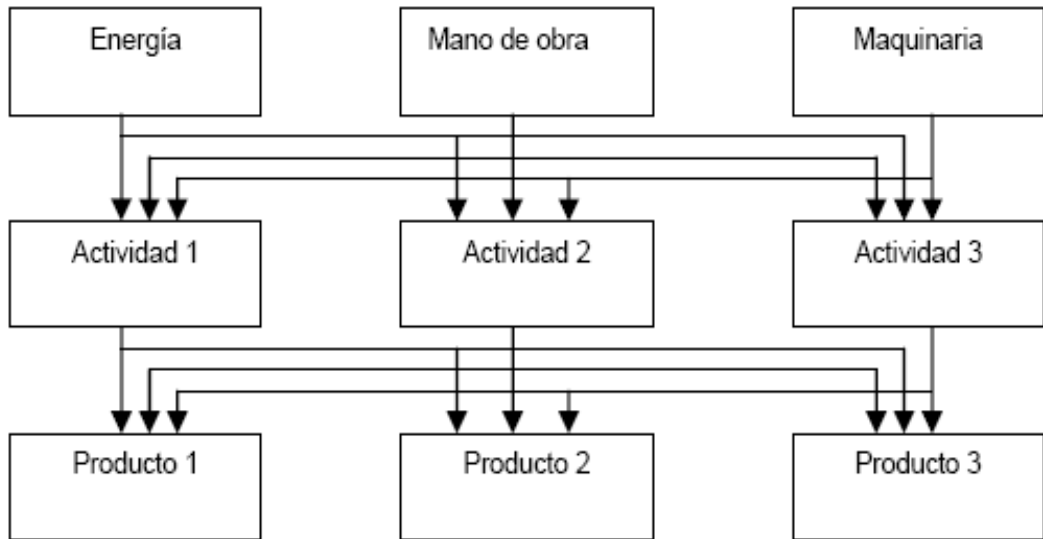 Energía
Mano de obra
Maquinaria
Actividad 1
Actividad 2
Actividad 3
Producto 1
Producto 2
Producto 3